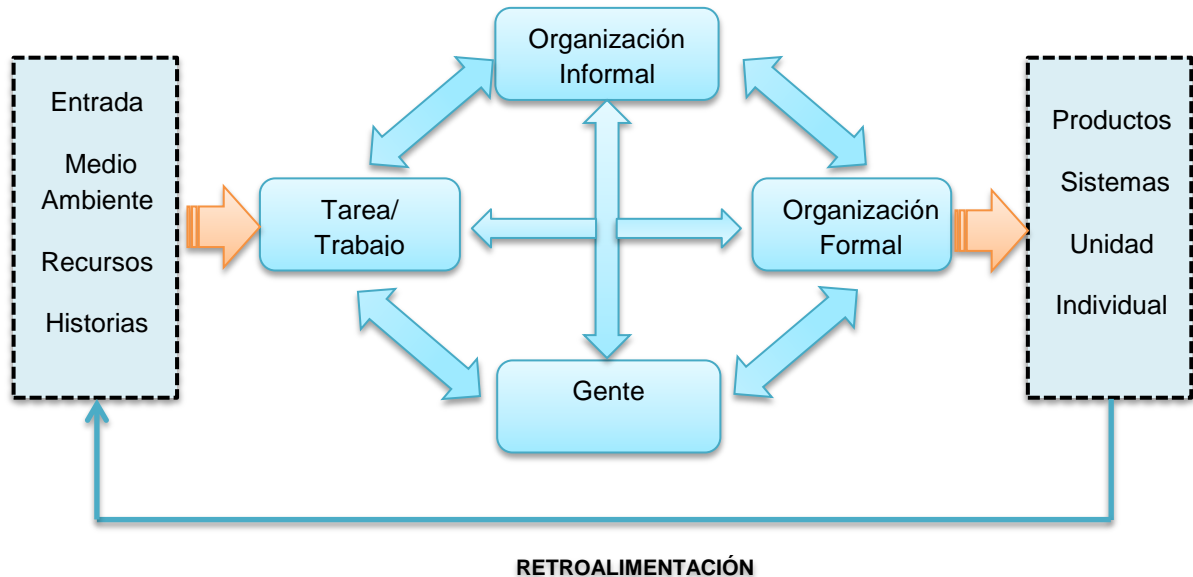 Entrada
Medio
Ambiente
Recursos
Historias
Organización
Informal
Tarea/
Trabajo
Organización
Formal
Gente
Productos
Sistemas
Unidad
Individual
RETROALIMENTACIÓN